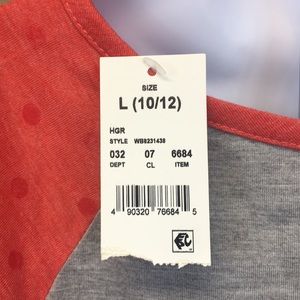 SIZE
L (10/12)
HGR
STYLE WB8231438
032 07 6684
DEPT CL ITEM
4 90320 76684 5